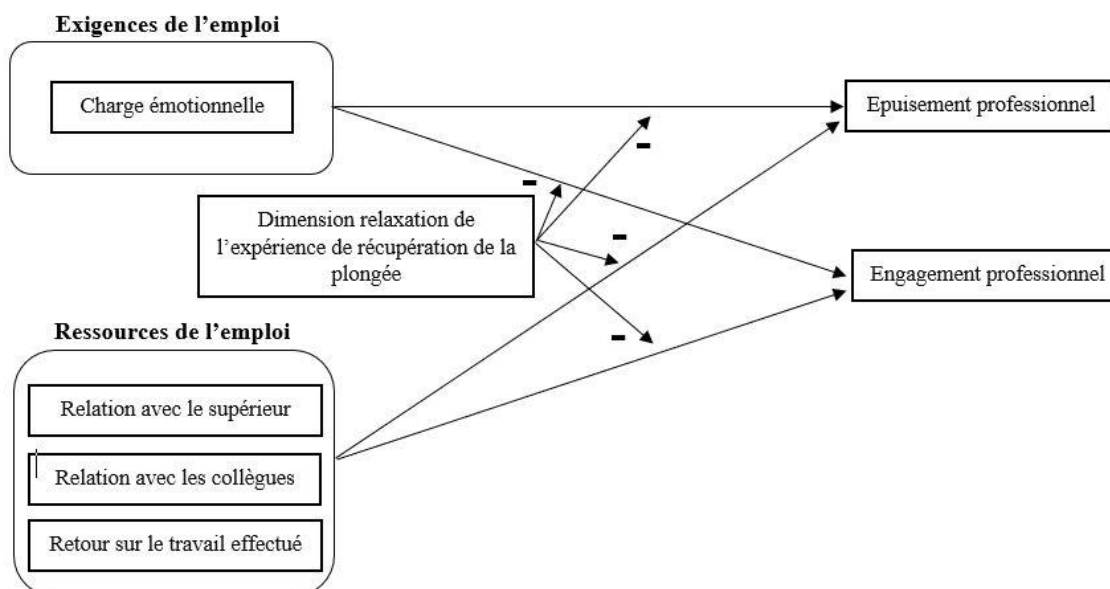 Exigences de l’emploi
Charge émotionnelle
Epuisement professionnel
-
-
Dimension relaxation de
l’expérience de récupération de la
plongée
-
-
Engagement professionnel
Ressources de l’emploi
Relation avec le supérieur
Relation avec les collègues
Retour sur le travail effectué